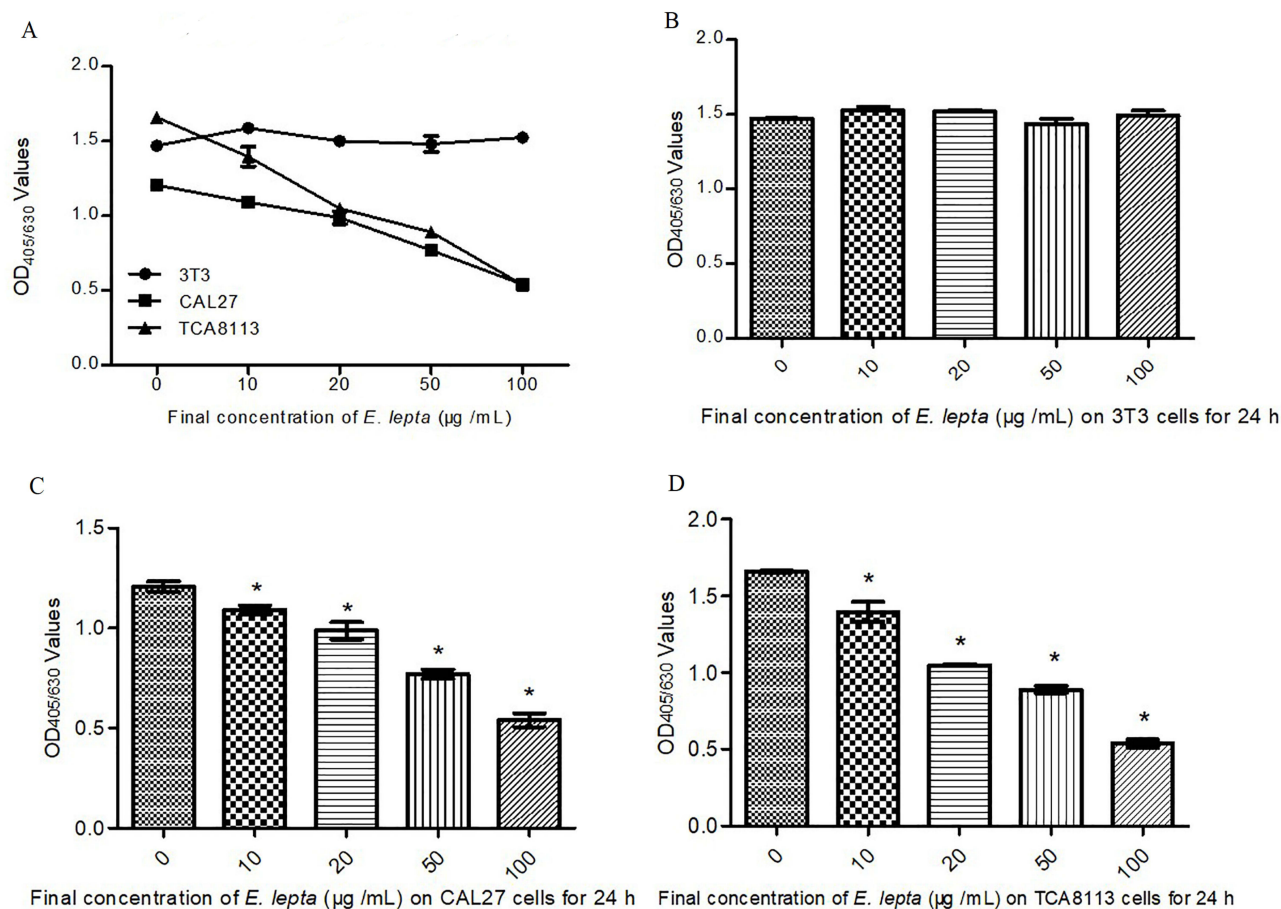 A
2.0
1.5
1.0
0.5
0.0
OD405/630 Values
3T3
CAL27
TCA8113
0 10 20 50 100
Final concentration of E. lepta (µg /mL)
B
2.0
1.5
1.0
0.5
0.0
OD405/630 Values
0 10 20 50 100
Final concentration of E. lepta (µg /mL) on 3T3 cells for 24 h
C
1.5
1.0
0.5
0.0
OD405/630 Values
* * * *
0 10 20 50 100
Final concentration of E. lepta (µg /mL) on CAL27 cells for 24 h
D
2.0
1.5
1.0
0.5
0.0
OD405/630 Values
* * * *
0 10 20 50 100
Final concentration of E. lepta (µg /mL) on TCA8113 cells for 24 h